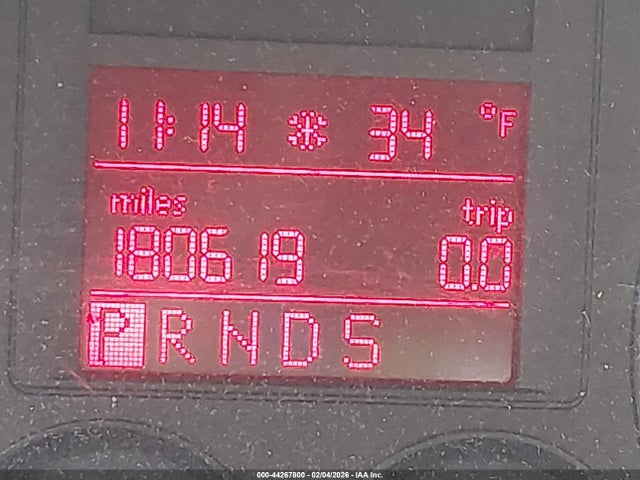 11:14 34 °F
miles trip
180619 0.0
P R N D S
000-44267800 - 02/04/2026 - IAA Inc.